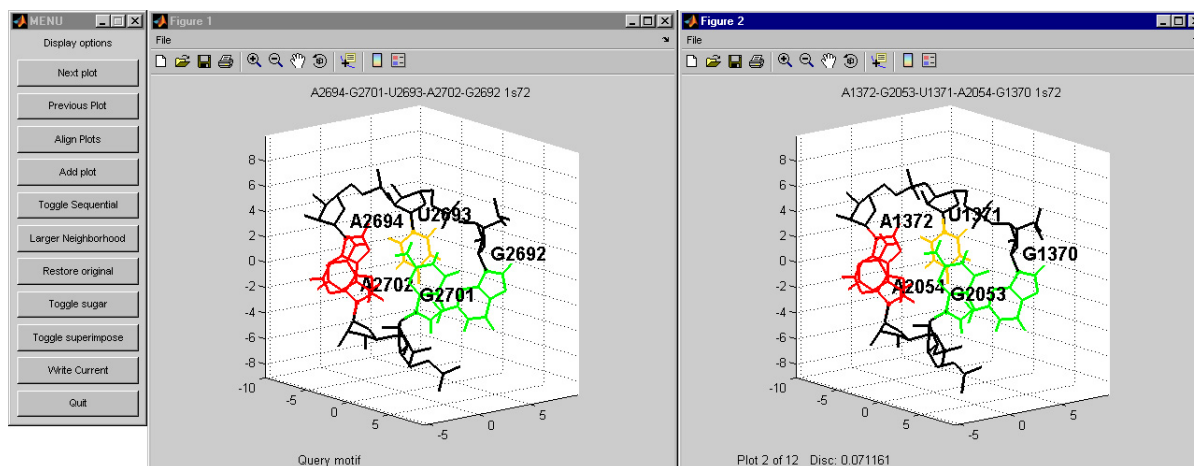 MENU
Display options
Next plot
Previous Plot
Align Plots
Add plot
Toggle Sequential
Larger Neighborhood
Restore original
Toggle sugar
Toggle superimpose
Write Current
Quit
Figure 1
File
A2694-G2701-U2693-A2702-G2692 1s72
8
6
4
2
0
-2
-4
-6
-8
-10
-5
0
5
-5
0
5
A2694
U2693
G2692
A2702
G2701
Query motif
Figure 2
File
A1372-G2053-U1371-A2054-G1370 1s72
8
6
4
2
0
-2
-4
-6
-8
-10
-5
0
5
-5
0
5
A1372
U1371
G1370
A2054
G2053
Plot 2 of 12 Disc: 0.071161